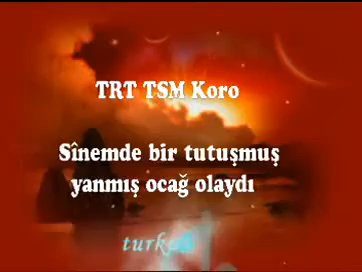 TRT TSM Koro
Sînemde bir tutuşmuş
yanmış ocağ olaydı